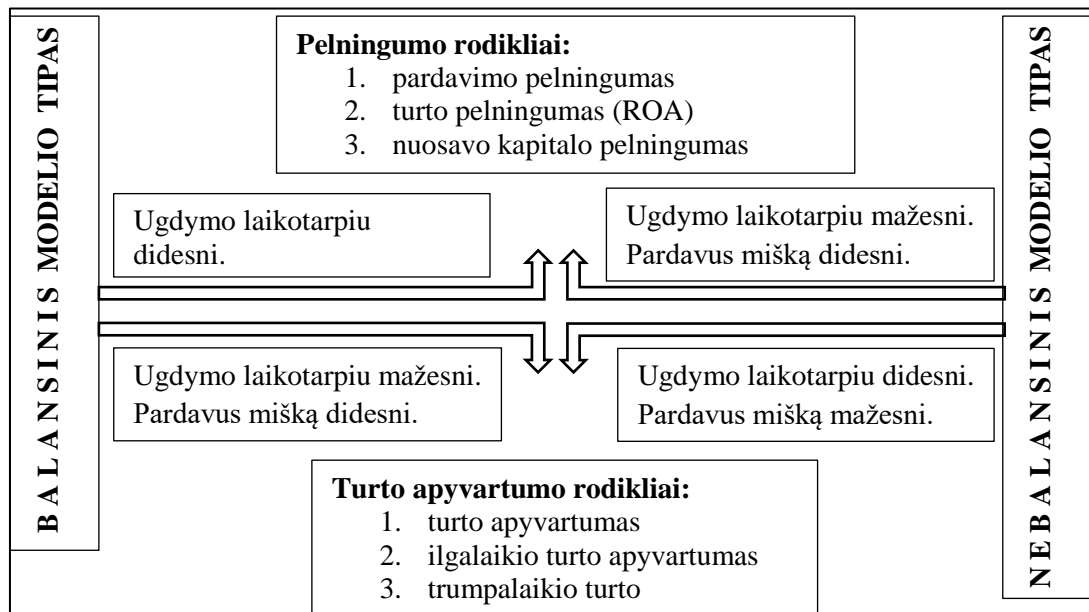 BALANSINIS MODELIO TIPAS
Pelningumo rodikliai:
1. pardavimo pelningumas
2. turto pelningumas (ROA)
3. nuosavo kapitalo pelningumas
Ugdymo laikotarpiu
didesni.
Ugdymo laikotarpiu mažesni.
Pardavus mišką didesni.
Ugdymo laikotarpiu mažesni.
Pardavus mišką didesni.
Ugdymo laikotarpiu didesni.
Pardavus mišką mažesni.
Turto apyvartumo rodikliai:
1. turto apyvartumas
2. ilgalaikio turto apyvartumas
3. trumpalaikio turto
NEBALANSINIS MODELIO TIPAS